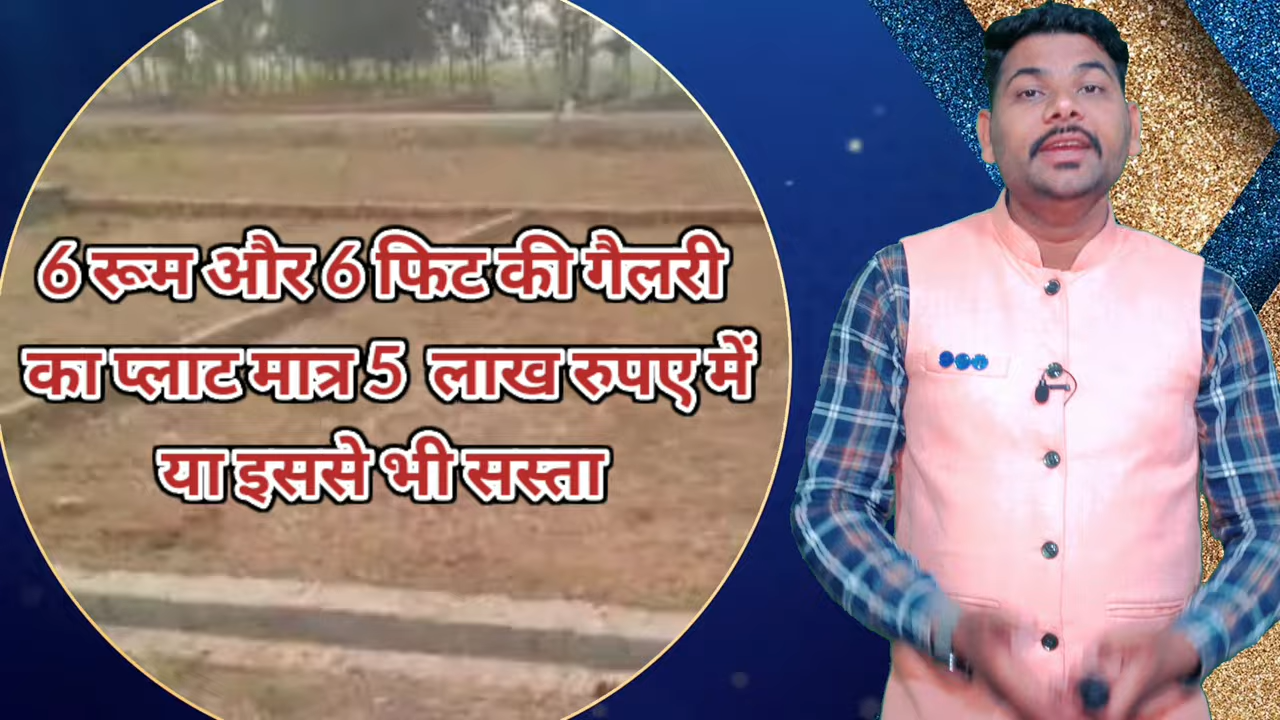 6 रूम और 6 फिट की गैलरी
का प्लाट मात्र 5 लाख रुपए में
या इससे भी सस्ता